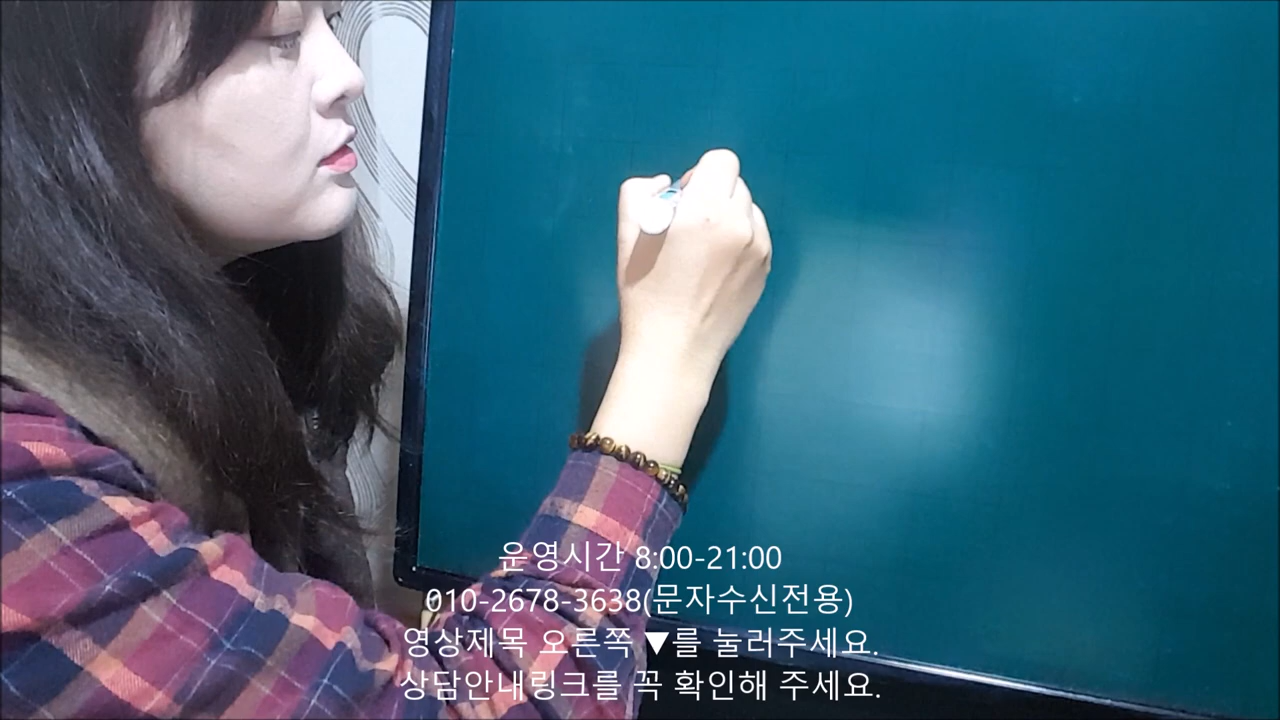 운영시간 8:00-21:00
010-2678-3638(문자수신전용)
영상제목 오른쪽 ▼를 눌러주세요.
상담안내링크를 꼭 확인해 주세요.